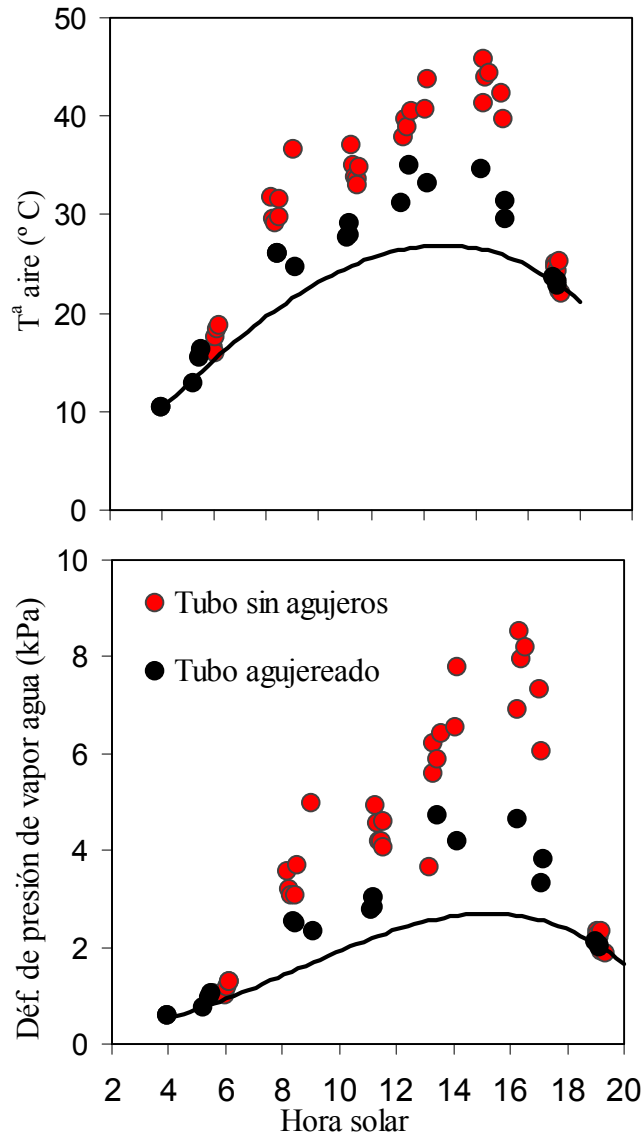 50
40
30
20
10
0
Tª aire (º C)
10
8
6
4
2
0
Déf. de presión de vapor agua (kPa)
Tubo sin agujeros
Tubo agujereado
2 4 6 8 10 12 14 16 18 20
Hora solar